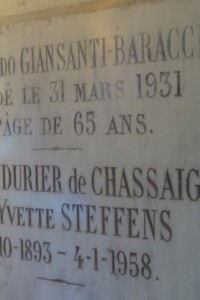 DO GIANSANTI-BARACCH
DÉ LE 31 MARS 1931
'ÂGE DE 65 ANS.
DURIER de CHASSAIG
YVETTE STEFFENS
10-1893 - 4-1-1958.